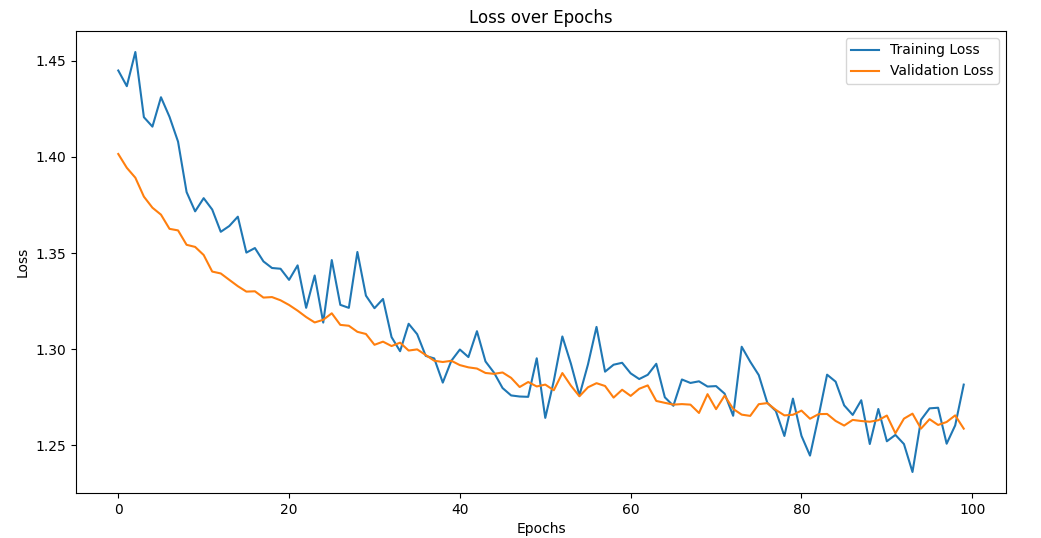 Loss over Epochs
Training Loss
Validation Loss
1.45
1.40
1.35
1.30
1.25
Loss
0 20 40 60 80 100
Epochs